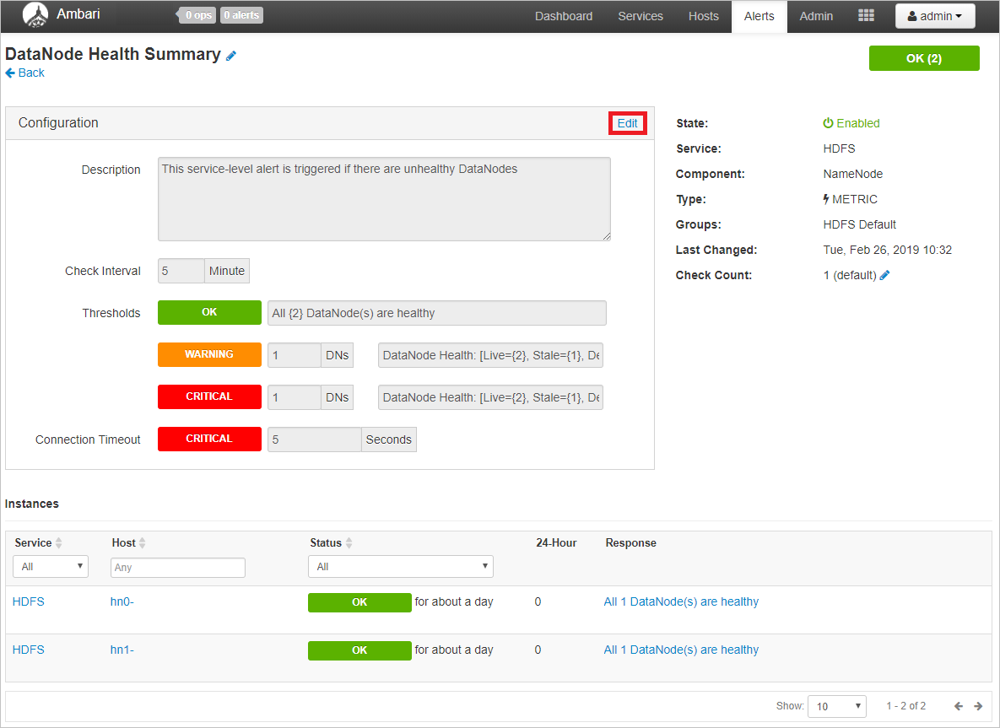 Ambari 0 ops 0 alerts Dashboard Services Hosts Alerts Admin admin
DataNode Health Summary OK (2)
Back
Configuration Edit
Description This service-level alert is triggered if there are unhealthy DataNodes
Check Interval 5 Minute
Thresholds OK All {2} DataNode(s) are healthy
WARNING 1 DNs DataNode Health: [Live={2}, Stale={1}, De
CRITICAL 1 DNs DataNode Health: [Live={2}, Stale={1}, De
Connection Timeout CRITICAL 5 Seconds
State: Enabled
Service: HDFS
Component: NameNode
Type: METRIC
Groups: HDFS Default
Last Changed: Tue, Feb 26, 2019 10:32
Check Count: 1 (default)
Instances
Service Host Status 24-Hour Response
All Any All
HDFS hn0- OK for about a day 0 All 1 DataNode(s) are healthy
HDFS hn1- OK for about a day 0 All 1 DataNode(s) are healthy
Show: 10 1 - 2 of 2